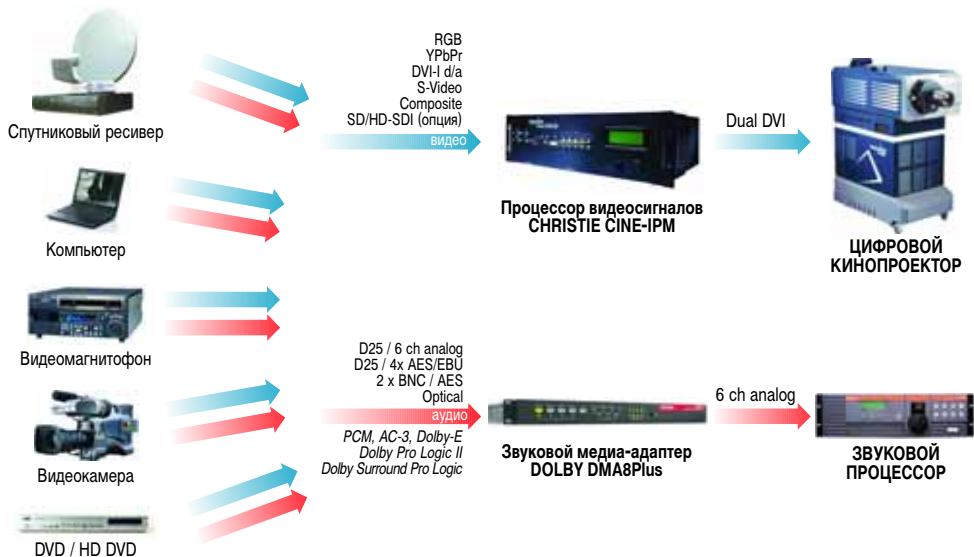 RGB
YPbPr
DVI-I d/a
S-Video
Composite
SD/HD-SDI (опция)
видео
Спутниковый ресивер
Dual DVI
Процессор видеосигналов
CHRISTIE CINE-IPM
ЦИФРОВОЙ
КИНОПРОЕКТОР
Компьютер
Видеомагнитофон
D25 / 6 ch analog
D25 / 4x AES/EBU
2 x BNC / AES
Optical
аудио
PCM, AC-3, Dolby-E
Dolby Pro Logic II
Dolby Surround Pro Logic
6 ch analog
Звуковой медиа-адаптер
DOLBY DMA8Plus
ЗВУКОВОЙ
ПРОЦЕССОР
Видеокамера
DVD / HD DVD